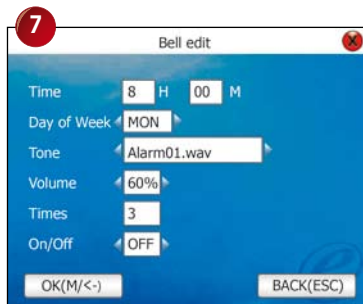 7
Bell edit
Time 8 H 00 M
Day of Week MON
Tone Alarm01.wav
Volume 60%
Times 3
On/Off OFF
OK(M/<-) BACK(ESC)